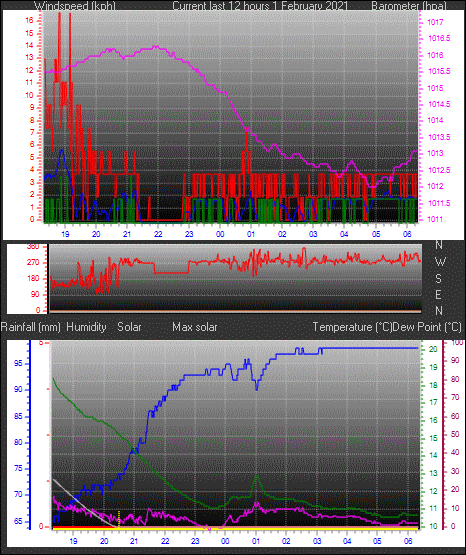 Windspeed (kph) Current last 12 hours 1 February 2021 Barometer (hpa)
16 1017
15 1016.5
14
13 1016
12 1015.5
11
10 1015
9 1014.5
8
7 1014
6 1013.5
5
4 1013
3 1012.5
2 1012
1 1011.5
0 1011
19 20 21 22 23 00 01 02 03 04 05 06
360 N
270 W
180 S
90 E
0 N
Rainfall (mm) Humidity Solar Max solar Temperature (°C) Dew Point (°C)
95 90 85 80 75 70 65
0
20 19 18 17 16 15 14 13 12 11 10
100 90 80 70 60 50 40 30 20 10 0
19 20 21 22 23 00 01 02 03 04 05 06